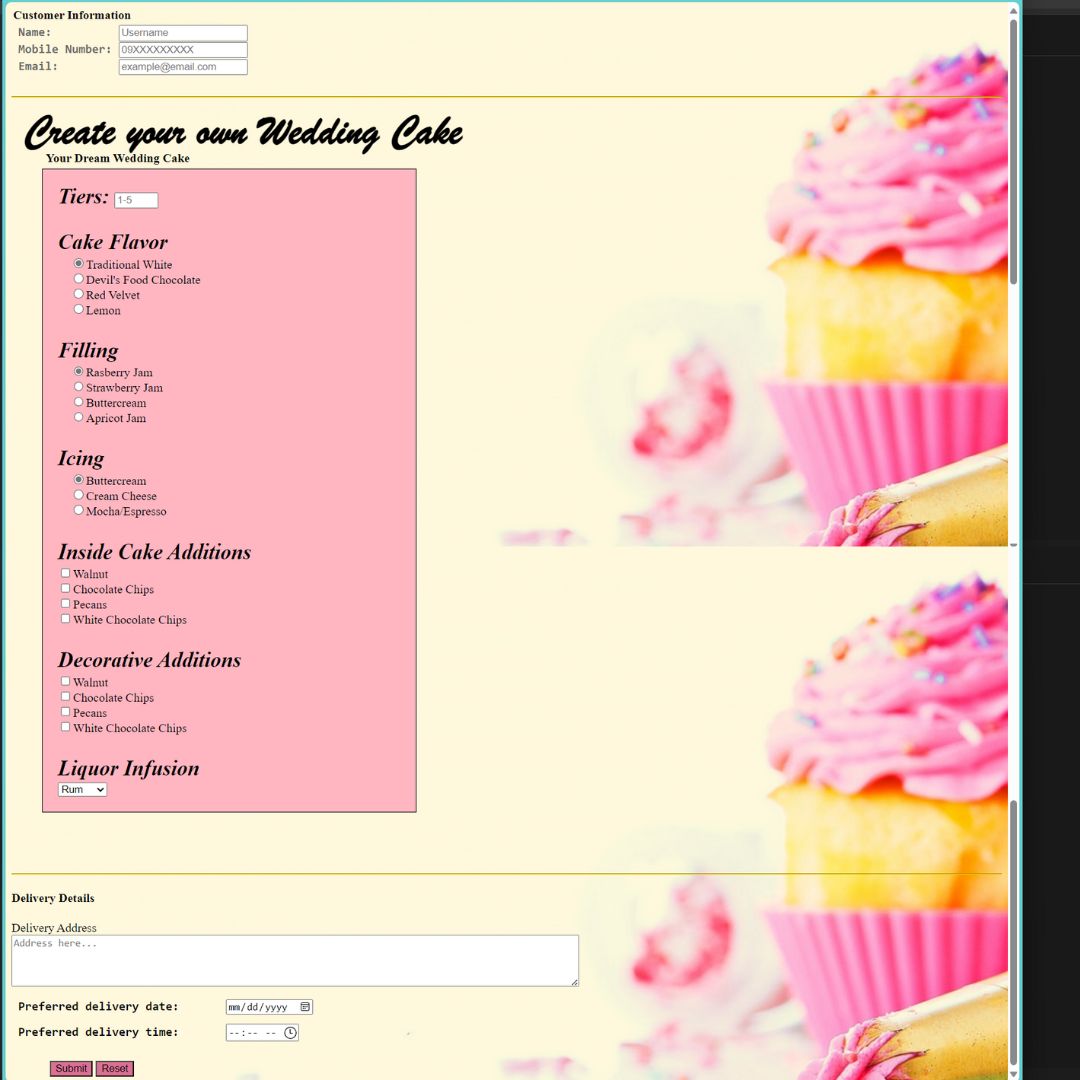 Customer Information
Name: Username
Mobile Number: 09XXXXXXXXX
Email: example@email.com
Create your own Wedding Cake
Your Dream Wedding Cake
Tiers: 1-5
Cake Flavor
Traditional White
Devil's Food Chocolate
Red Velvet
Lemon
Filling
Rasberry Jam
Strawberry Jam
Buttercream
Apricot Jam
Icing
Buttercream
Cream Cheese
Mocha/Espresso
Inside Cake Additions
Walnut
Chocolate Chips
Pecans
White Chocolate Chips
Decorative Additions
Walnut
Chocolate Chips
Pecans
White Chocolate Chips
Liquor Infusion
Rum
Delivery Details
Delivery Address
Address here...
Preferred delivery date: mm/dd/yyyy
Preferred delivery time: --:-- --
Submit Reset